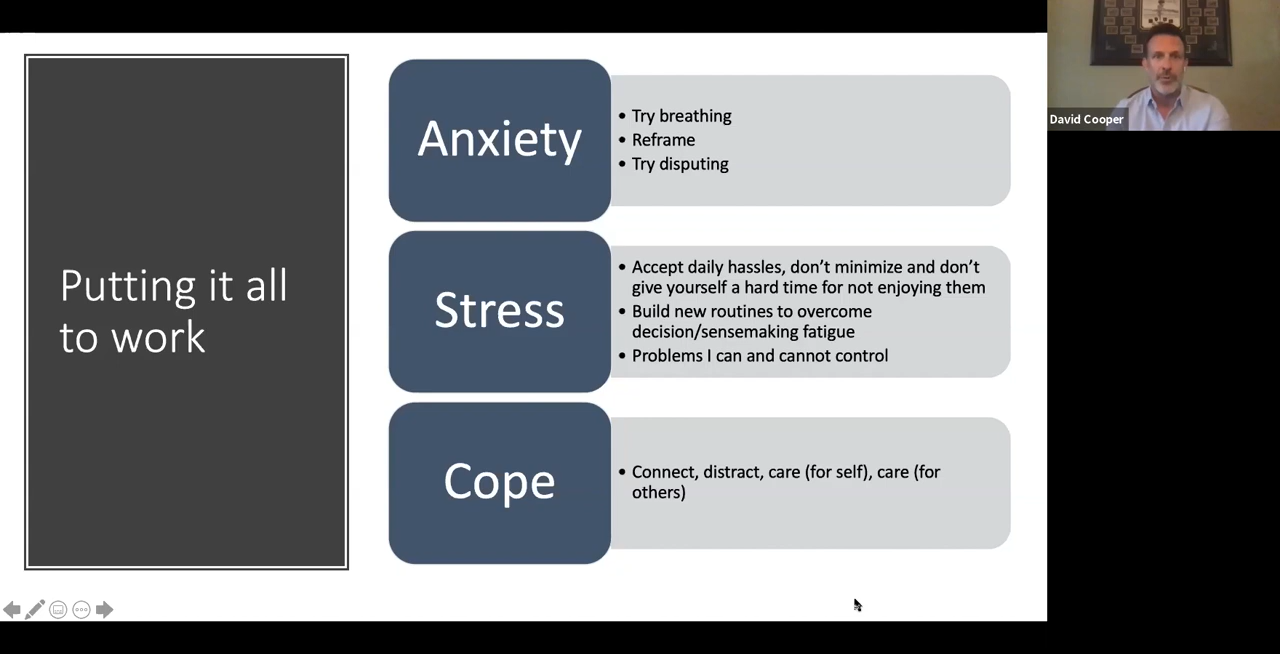 Putting it all
to work
Anxiety
• Try breathing
• Reframe
• Try disputing
Stress
• Accept daily hassles, don’t minimize and don’t
give yourself a hard time for not enjoying them
• Build new routines to overcome
decision/sensemaking fatigue
• Problems I can and cannot control
Cope
• Connect, distract, care (for self), care (for
others)
David Cooper